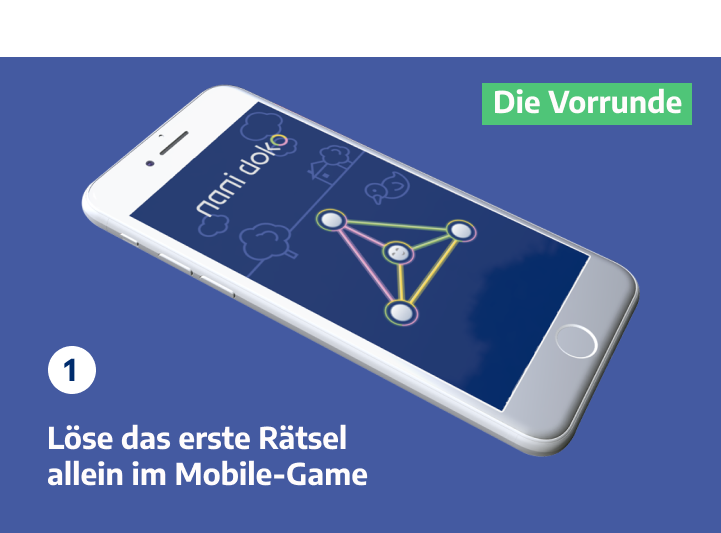 Die Vorrunde
nani doko
1
Löse das erste Rätsel
allein im Mobile-Game